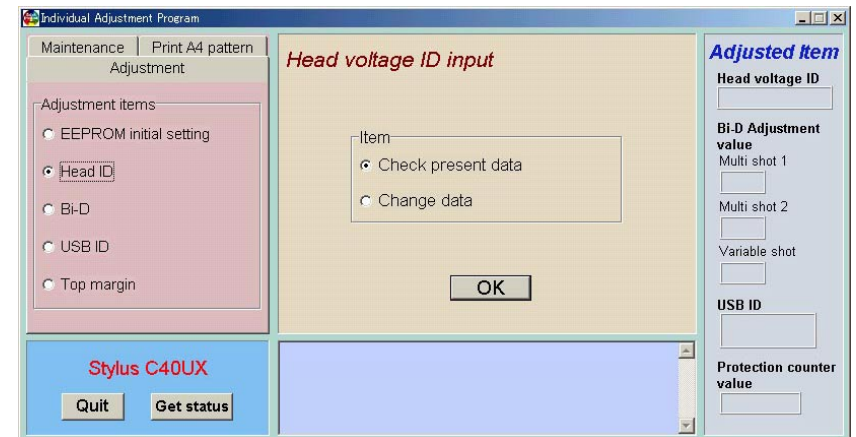 Individual Adjustment Program
Maintenance
Print A4 pattern
Adjustment
Adjustment items
EEPROM initial setting
Head ID
Bi-D
USB ID
Top margin
Head voltage ID input
Item
Check present data
Change data
OK
Adjusted Item
Head voltage ID
Bi-D Adjustment
value
Multi shot 1
Multi shot 2
Variable shot
USB ID
Protection counter
value
Stylus C40UX
Quit
Get status